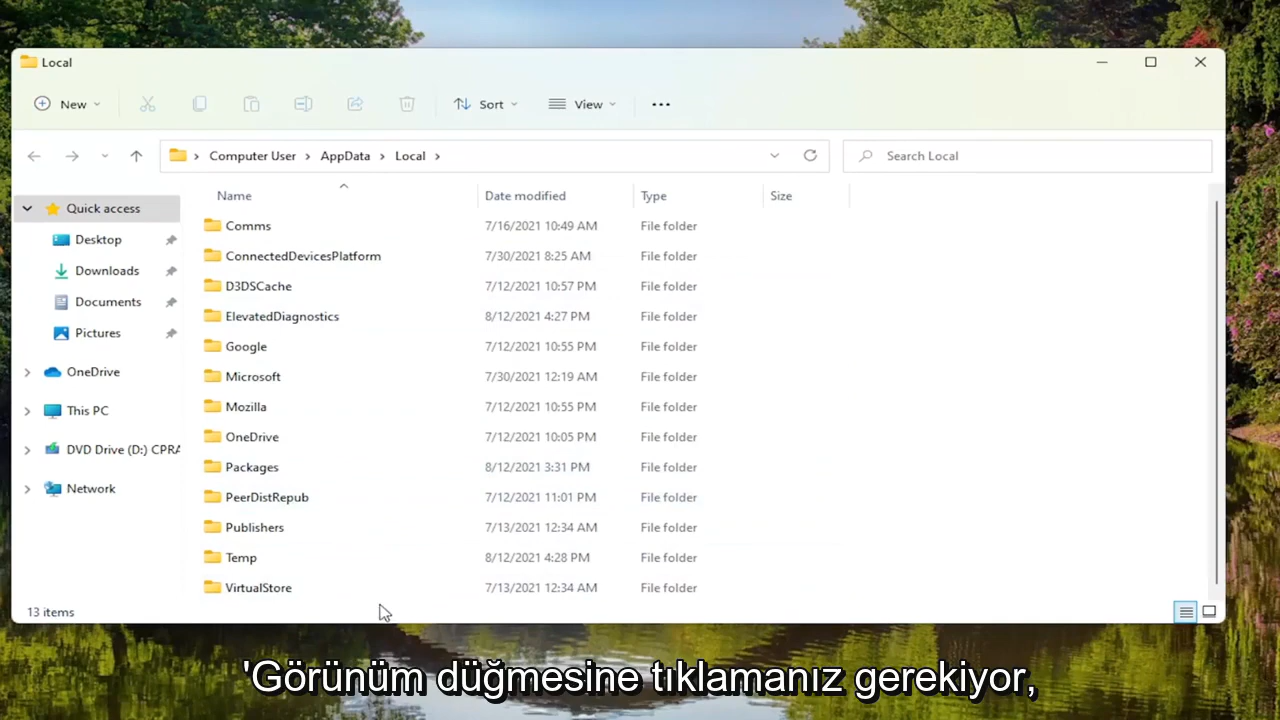 Local
New
Sort
View
Computer User
AppData
Local
Search Local
Name
Date modified
Type
Size
Quick access
Desktop
Downloads
Documents
Pictures
OneDrive
This PC
DVD Drive (D:) CPRA
Network
Comms 7/16/2021 10:49 AM File folder
ConnectedDevicesPlatform 7/30/2021 8:25 AM File folder
D3DSCache 7/12/2021 10:57 PM File folder
ElevatedDiagnostics 8/12/2021 4:27 PM File folder
Google 7/12/2021 10:55 PM File folder
Microsoft 7/30/2021 12:19 AM File folder
Mozilla 7/12/2021 10:55 PM File folder
OneDrive 7/12/2021 10:05 PM File folder
Packages 8/12/2021 3:31 PM File folder
PeerDistRepub 7/12/2021 11:01 PM File folder
Publishers 7/13/2021 12:34 AM File folder
Temp 8/12/2021 4:28 PM File folder
VirtualStore 7/13/2021 12:34 AM File folder
13 items
'Görünüm düğmesine tıklamanız gerekiyor,